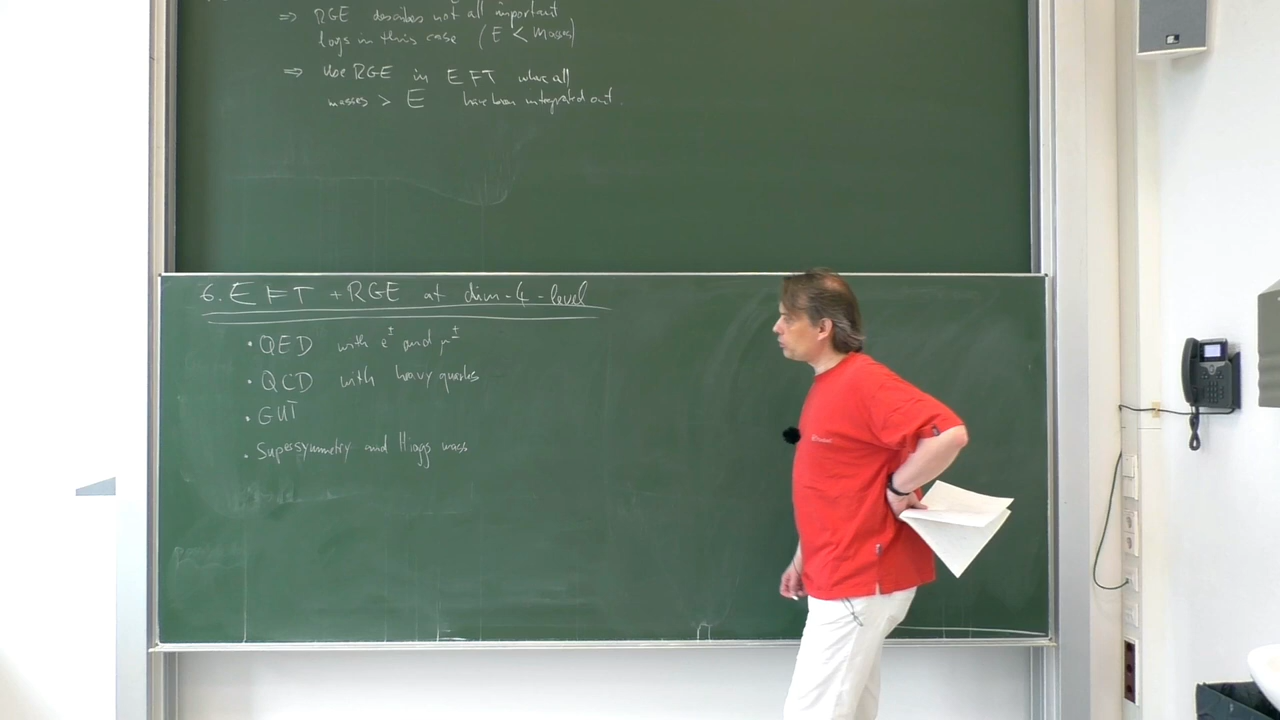 ⇒ RGE describes not all important
logs in this case (E < Masses)
⇒ Use RGE in EFT where all
masses > E have been integrated out.
6. EFT + RGE at dim-4-level
• QED with e± and μ±
• QCD with heavy quarks
• GUT
• Supersymmetry and Higgs mass